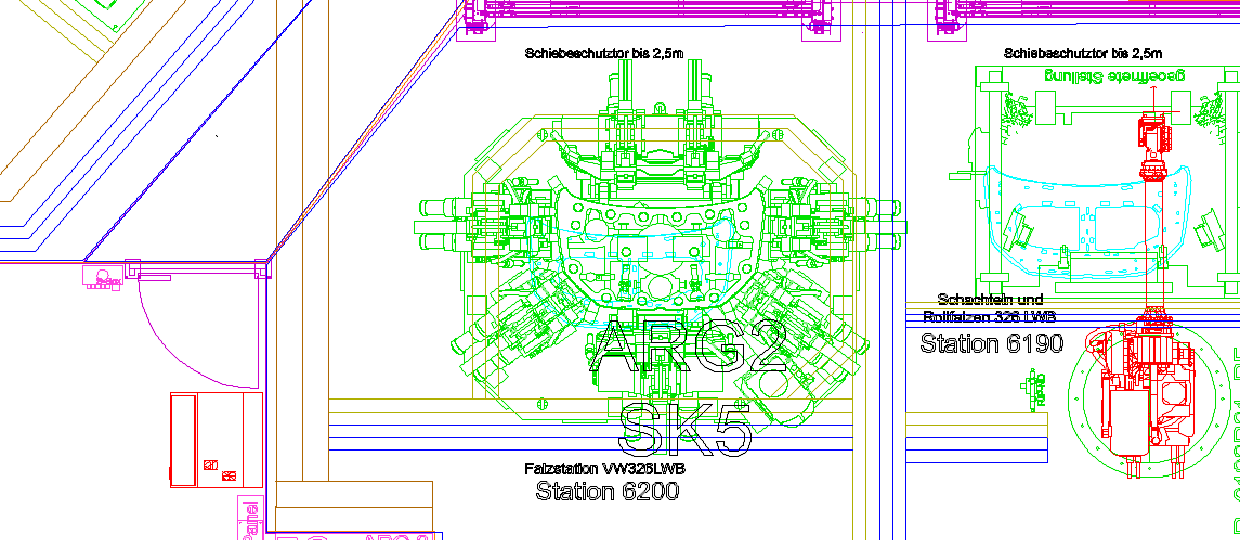 Schiebeschutztor bis 2,5m
Schiebeschutztor bis 2,5m
geoeffnete Stellung
Schachteln und
Rollfalzen 326 LWB
Station 6190
ARG2
SK5
Falzstation VW326LWB
Station 6200
Panel